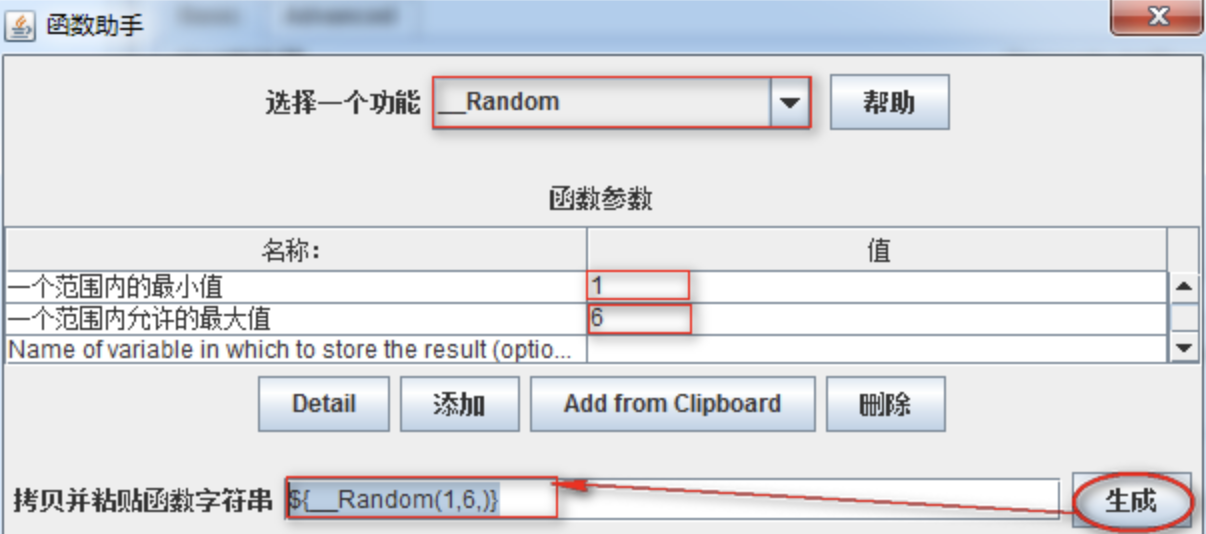 函数助手
选择一个功能 __Random 帮助
函数参数
名称: 值
一个范围内的最小值 1
一个范围内允许的最大值 6
Name of variable in which to store the result (optio...
Detail 添加 Add from Clipboard 删除
拷贝并粘贴函数字符串 ${__Random(1,6,)} 生成